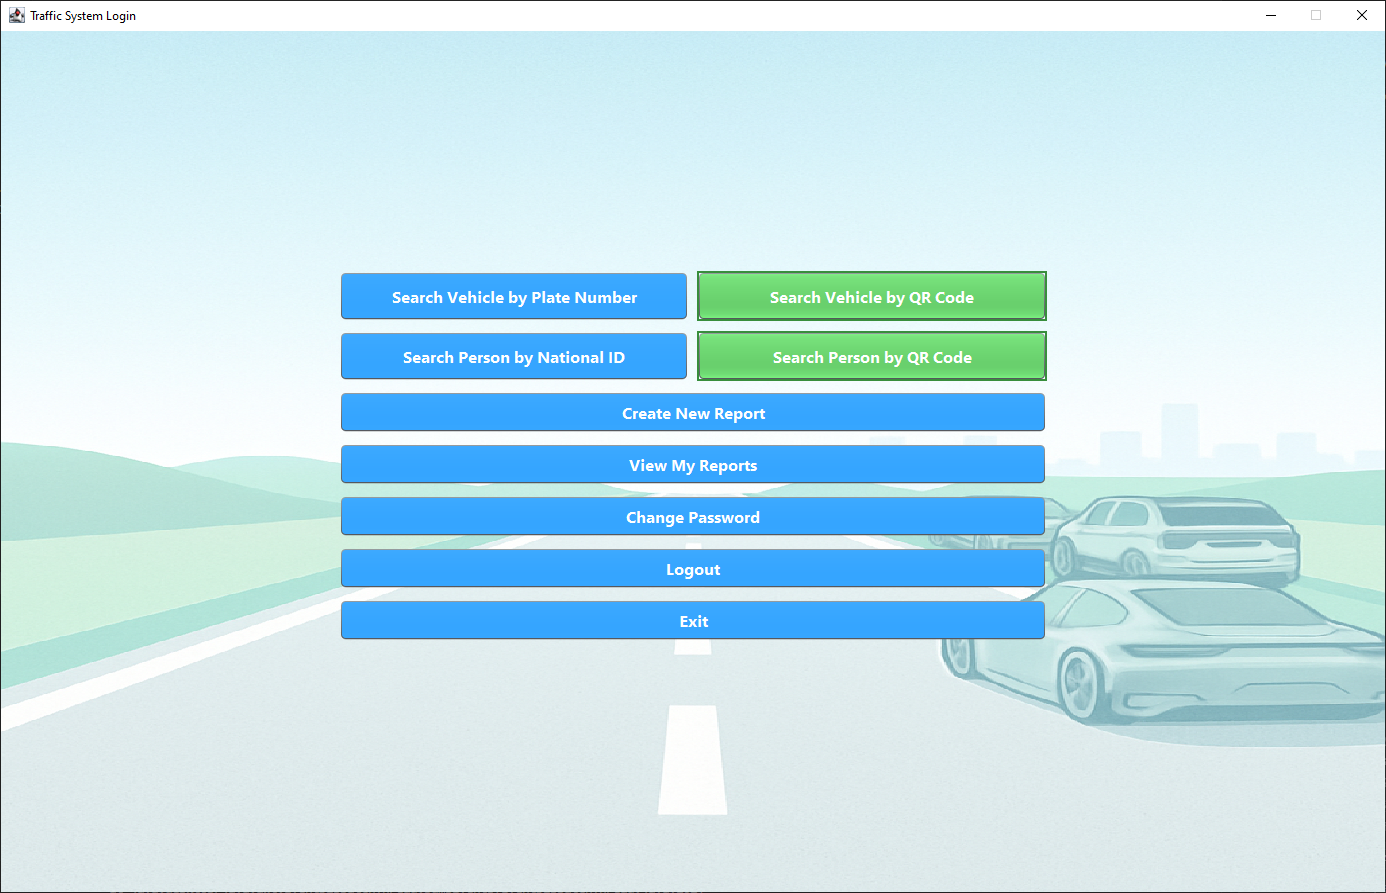 Traffic System Login
Search Vehicle by Plate Number
Search Vehicle by QR Code
Search Person by National ID
Search Person by QR Code
Create New Report
View My Reports
Change Password
Logout
Exit